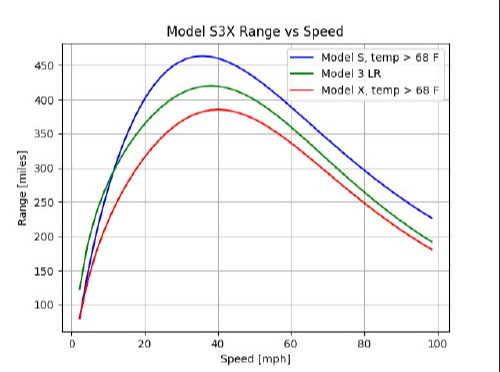 Model S3X Range vs Speed
Model S, temp > 68 F
Model 3 LR
Model X, temp > 68 F
450
400
350
300
250
200
150
100
Range [miles]
0 20 40 60 80 100
Speed [mph]